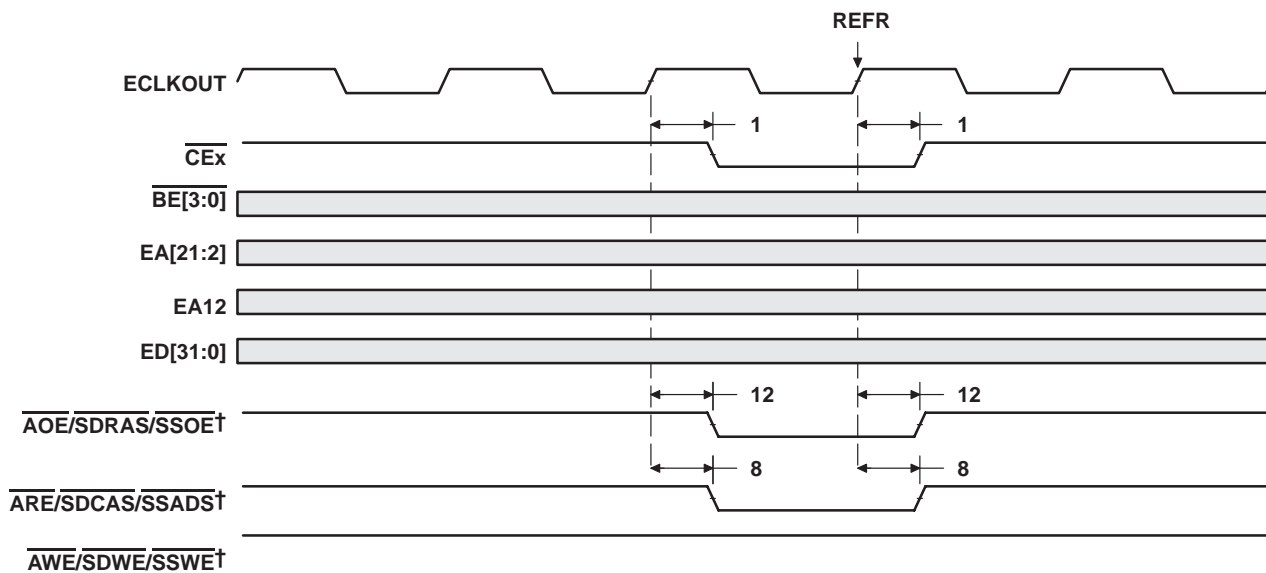 REFR
ECLKOUT
1 1
CEx
BE[3:0]
EA[21:2]
EA12
ED[31:0]
12 12
AOE/SDRAS/SSOE†
8 8
ARE/SDCAS/SSADS†
AWE/SDWE/SSWE†